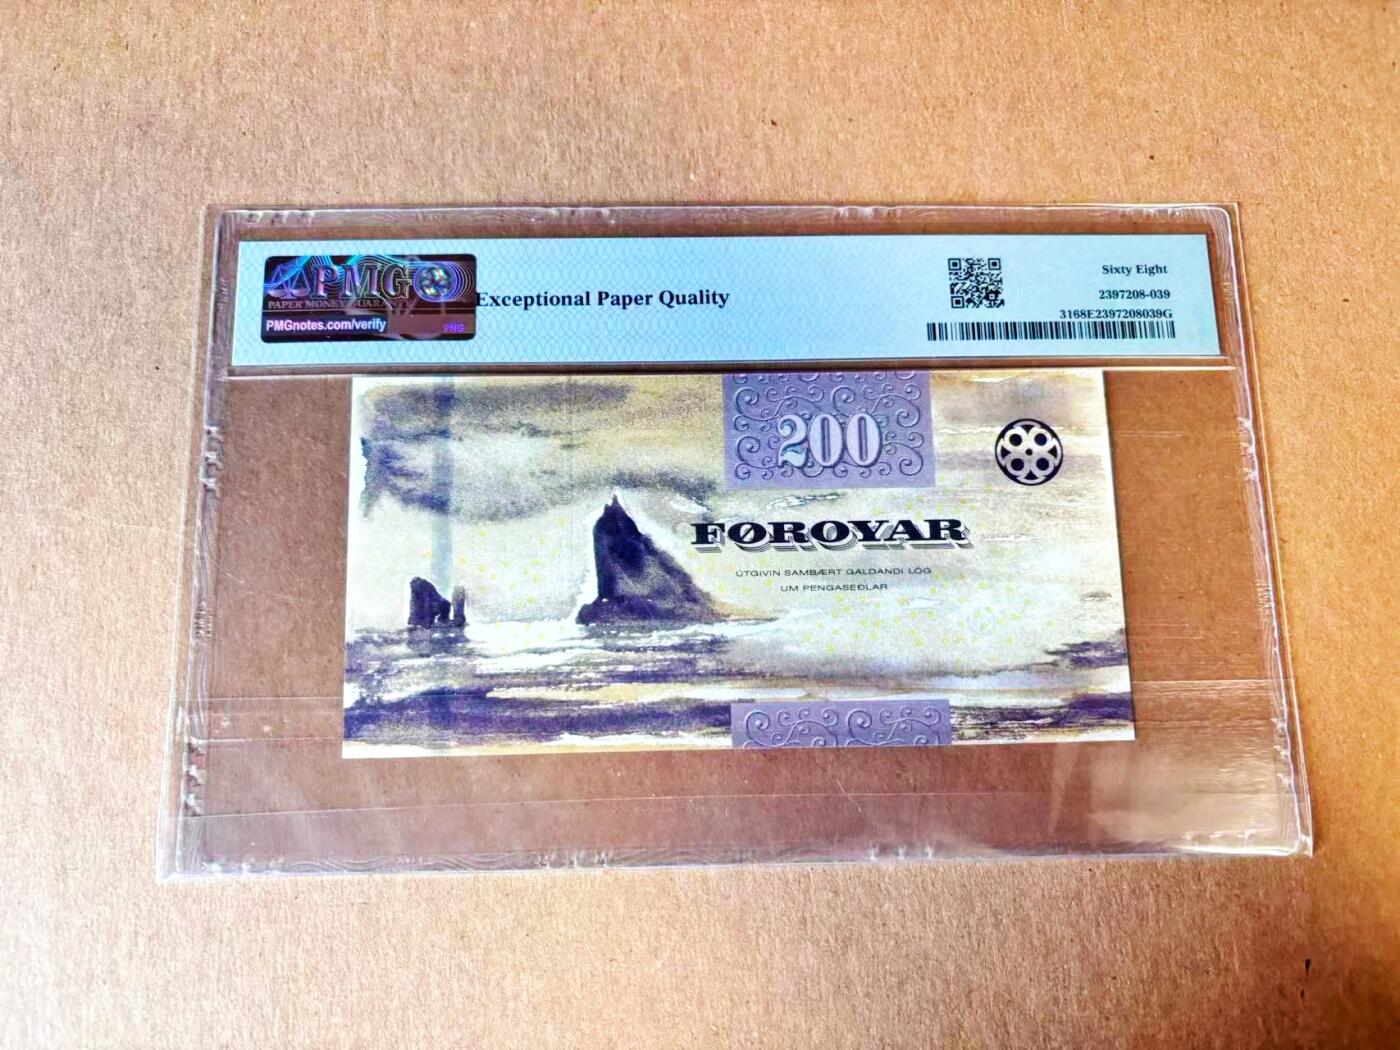 PMG
PAPER MONEY GUARANTY
PMGnotes.com/verify
PNG
Exceptional Paper Quality
Sixty Eight
2397208-039
3168E2397208039G
200
FØROYAR
ÚTGIVIN SAMBÆRT GALDANDI LÓG
UM PENGASEÐLAR